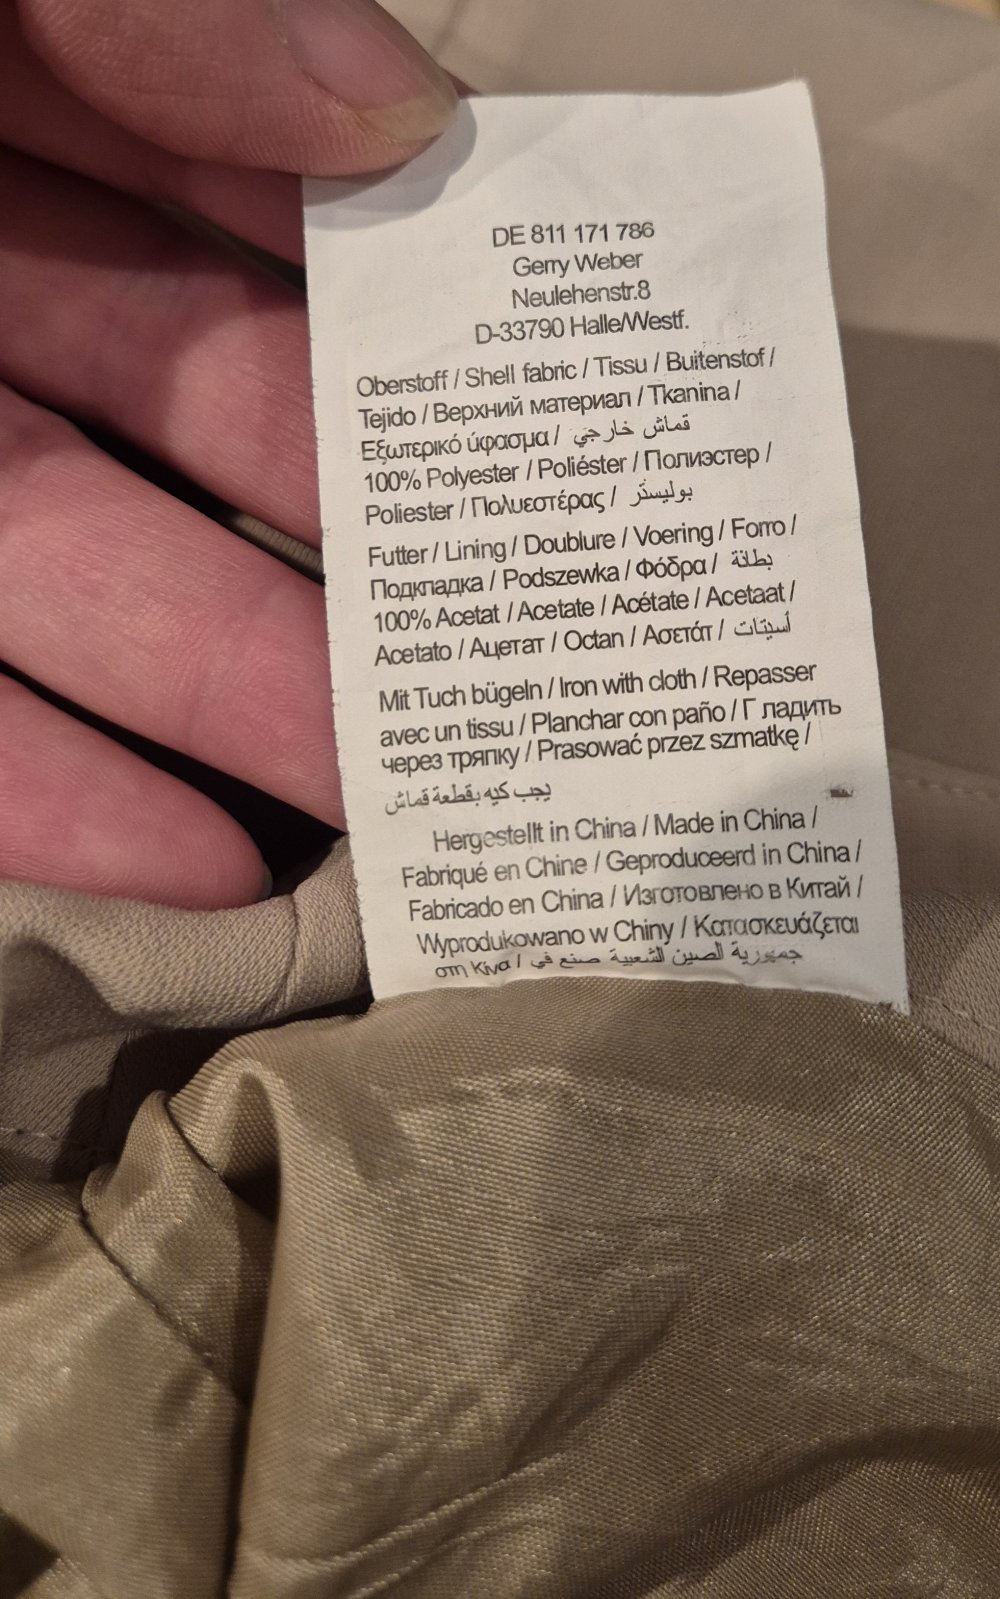 DE 811 171 786
Gerry Weber
Neulehenstr.8
D-33790 Halle/Westf.
Oberstoff / Shell fabric / Tissu / Buitenstof /
Tejido / Верхний материал / Tkanina /
Εξωτερικό ύφασμα / قماش خارجي
100% Polyester / Poliéster / Полиэстер /
Poliester / Πολυεστέρας / بوليستر
Futter / Lining / Doublure / Voering / Forro /
Подкладка / Podszewka / Φόδρα / بطانة
100% Acetat / Acetate / Acétate / Acetaat /
Acetato / Ацетат / Octan / Ασετάτ / أسيتات
Mit Tuch bügeln / Iron with cloth / Repasser
avec un tissu / Planchar con paño / Г ладить
через тряпку / Prasować przez szmatkę /
يجب كيه بقطعة قماش
Hergestellt in China / Made in China /
Fabriqué en Chine / Geproduceerd in China /
Fabricado en China / Изготовлено в Китай /
Wyprodukowano w Chiny / Κατασκευάζεται
στη Κίνα / جمهورية الصين الشعبية صنع في